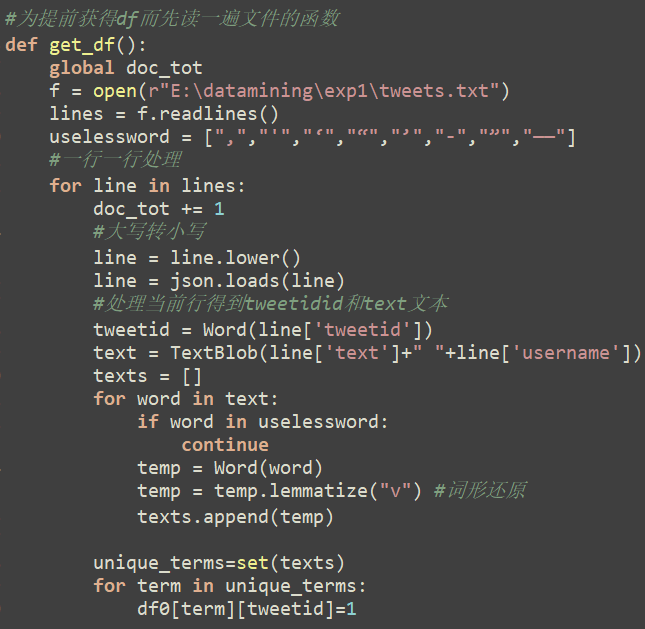 #为提前获得df而先读一遍文件的函数
def get_df():
    global doc_tot
    f = open(r"E:\datamining\exp1\tweets.txt")
    lines = f.readlines()
    uselessword = [",","'","‘","“","’","-","”","——"]
    #一行一行处理
    for line in lines:
        doc_tot += 1
        #大写转小写
        line = line.lower()
        line = json.loads(line)
        #处理当前行得到tweetidid和text文本
        tweetid = Word(line['tweetid'])
        text = TextBlob(line['text']+" "+line['username'])
        texts = []
        for word in text:
            if word in uselessword:
                continue
            temp = Word(word)
            temp = temp.lemmatize("v") #词形还原
            texts.append(temp)

        unique_terms=set(texts)
        for term in unique_terms:
            df0[term][tweetid]=1